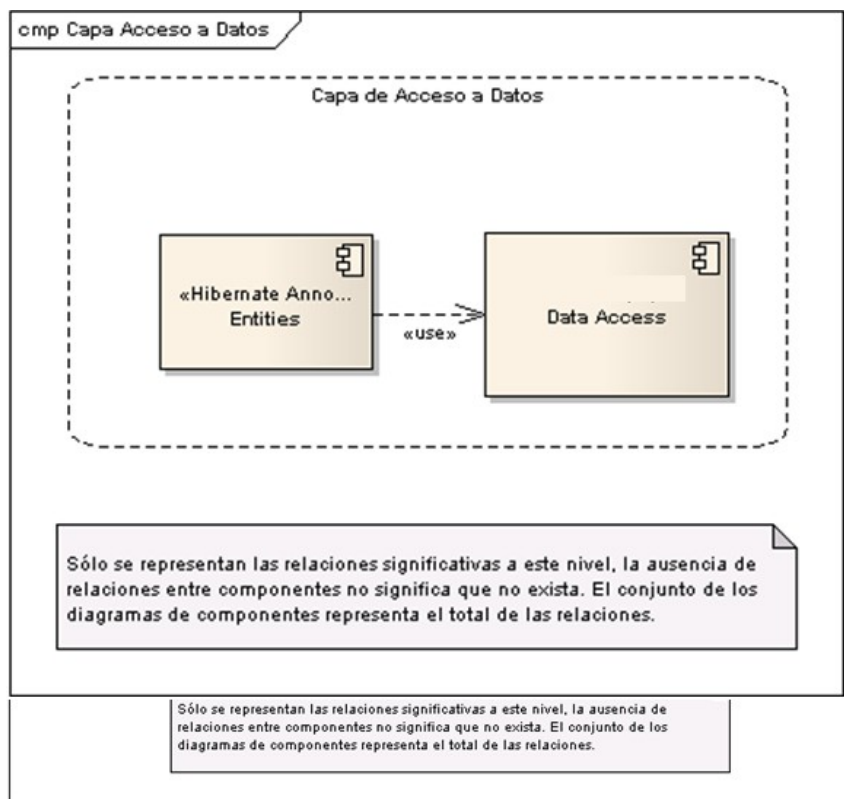 cmp Capa Acceso a Datos
Capa de Acceso a Datos
«Hibernate Anno...
Entities
«use»
Data Access
Sólo se representan las relaciones significativas a este nivel, la ausencia de
relaciones entre componentes no significa que no exista. El conjunto de los
diagramas de componentes representa el total de las relaciones.
Sólo se representan las relaciones significativas a este nivel, la ausencia de
relaciones entre componentes no significa que no exista. El conjunto de los
diagramas de componentes representa el total de las relaciones.